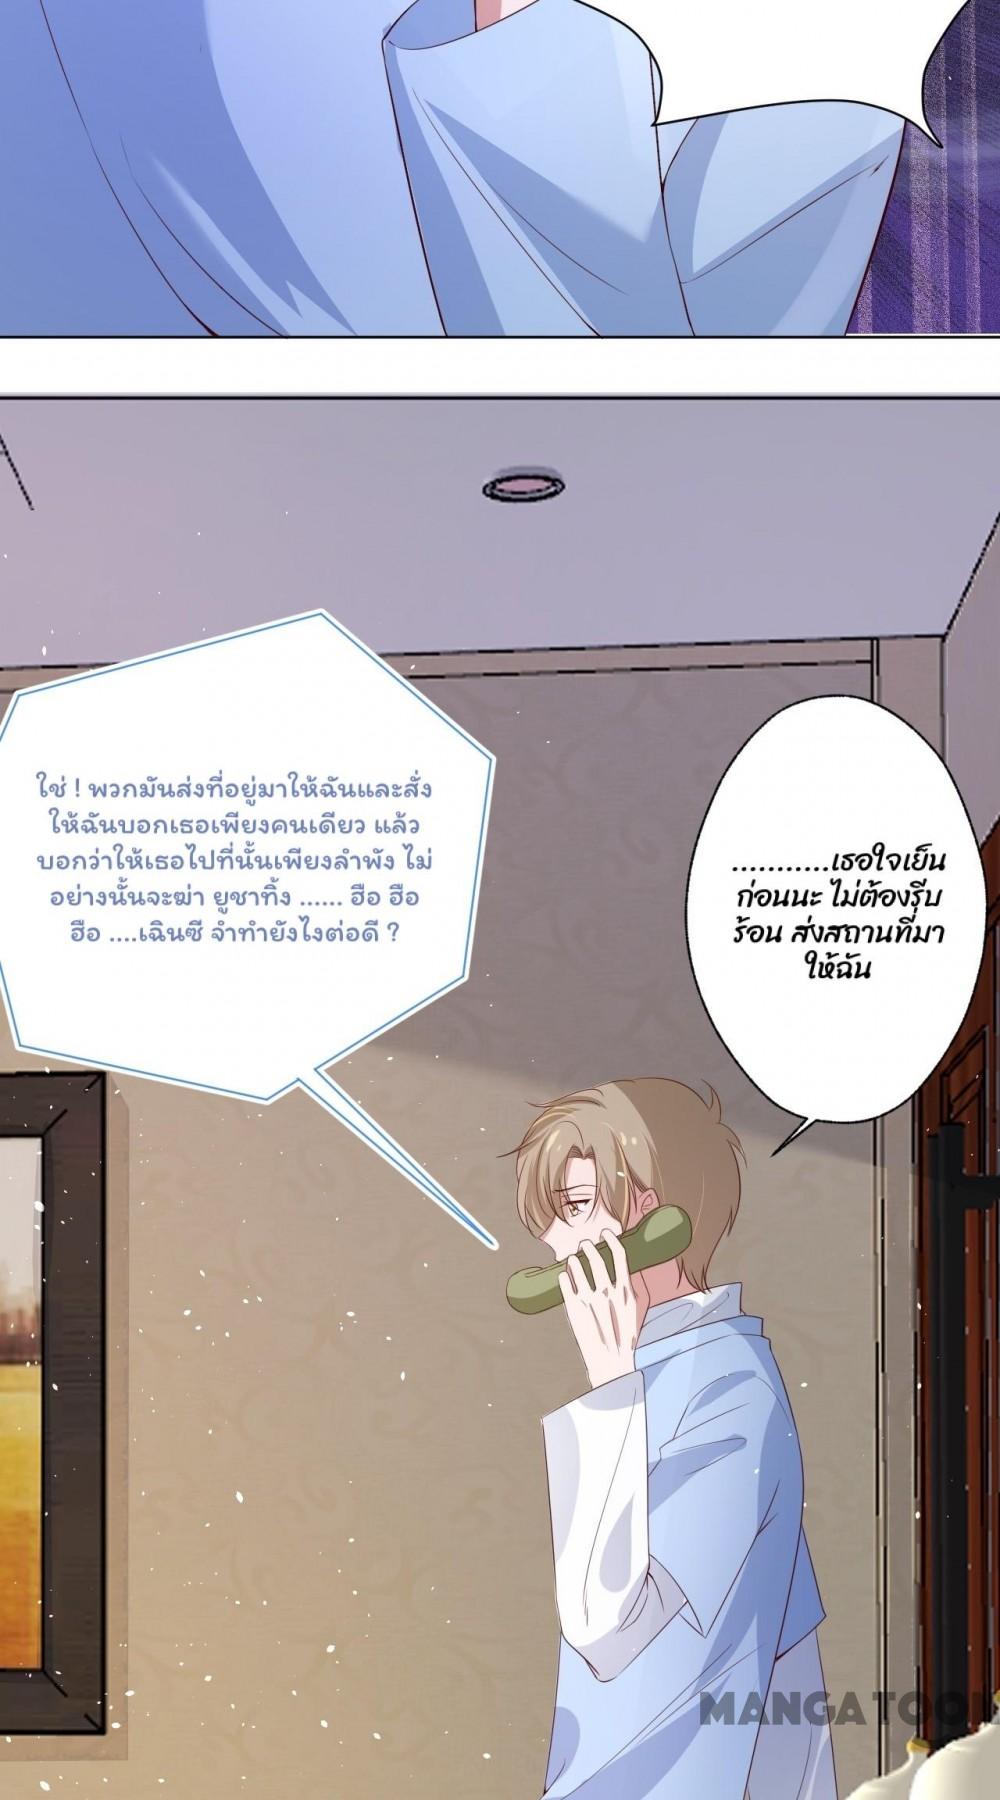 ใช่ ! พวกมันส่งที่อยู่มาให้ฉันและสั่ง
ให้ฉันบอกเธอเพียงคนเดียว แล้ว
บอกว่าให้เธอไปที่นั้นเพียงลำพัง ไม่
อย่างนั้นจะฆ่า ยูชาทิ้ง ...... ฮือ ฮือ
ฮือ ....เฉินซี จำทำยังไงต่อดี ?
............เธอใจเย็น
ก่อนนะ ไม่ต้องรีบ
ร้อน ส่งสถานที่มา
ให้ฉัน
MANGATOON